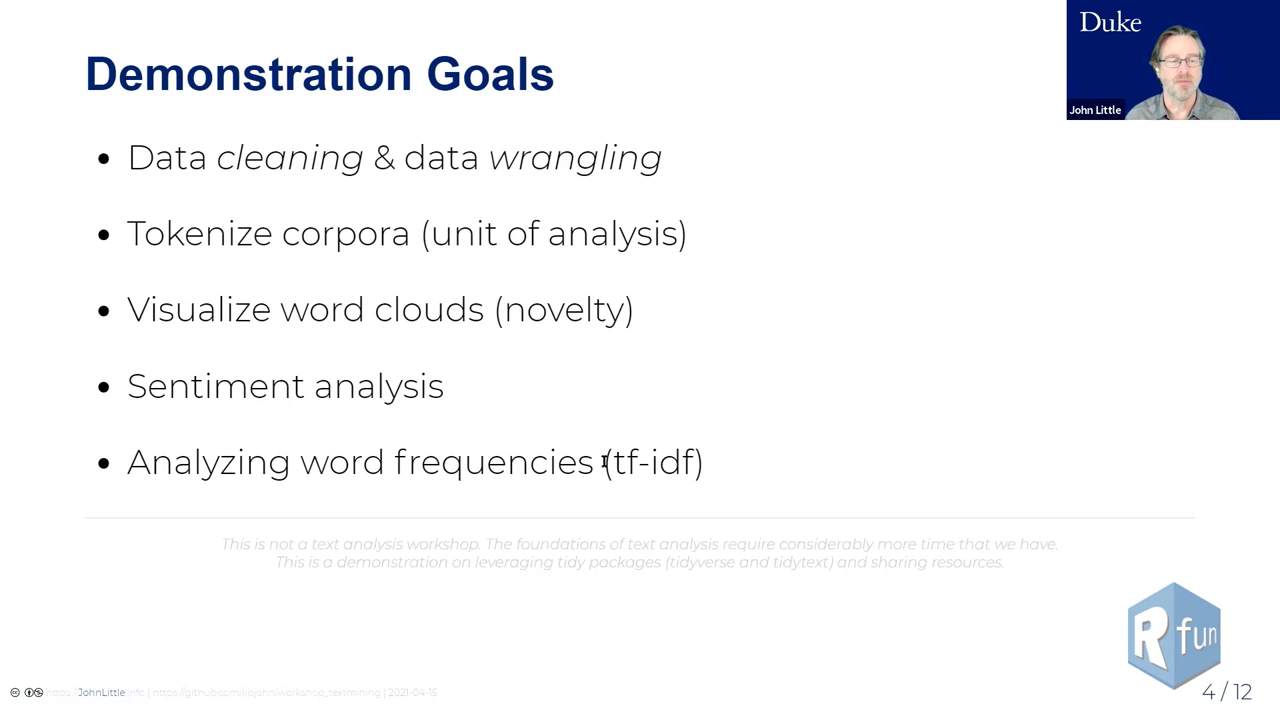 Duke
John Little
Demonstration Goals
• Data cleaning & data wrangling
• Tokenize corpora (unit of analysis)
• Visualize word clouds (novelty)
• Sentiment analysis
• Analyzing word frequencies (tf-idf)
This is not a text analysis workshop. The foundations of text analysis require considerably more time that we have.
This is a demonstration on leveraging tidy packages (tidyverse and tidytext) and sharing resources.
R fun
https://JohnLittle.info | https://github.com/libjohn/workshop_textmining | 2021-04-15
4 / 12